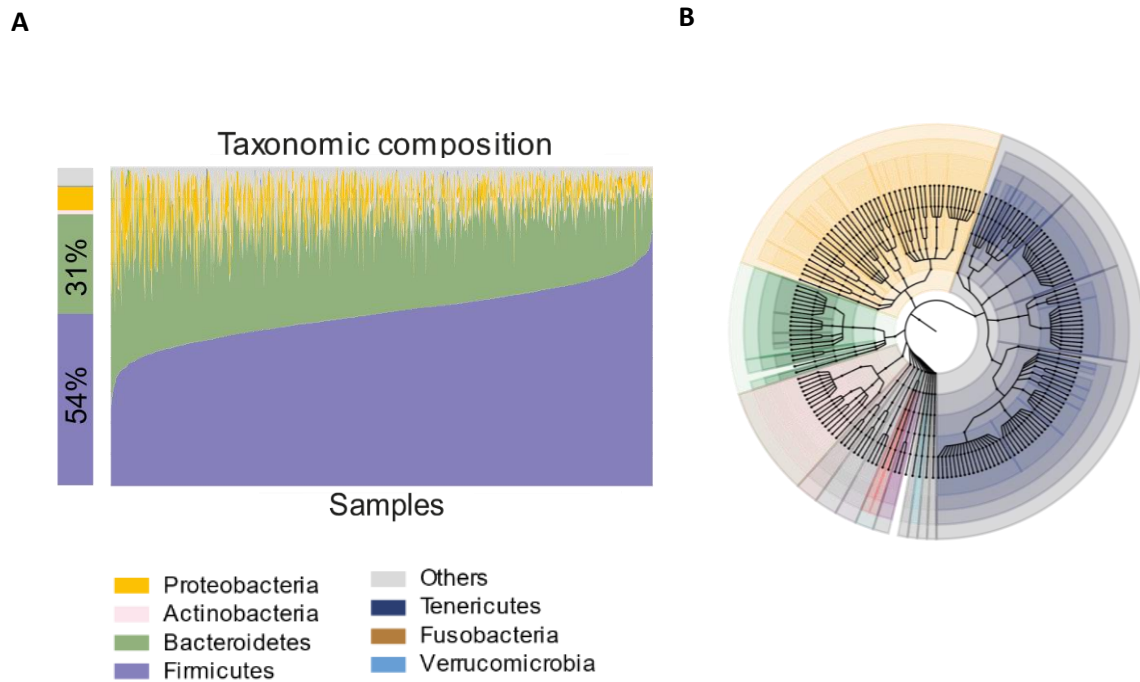 A
B
Taxonomic composition
31%
54%
Samples
Proteobacteria
Actinobacteria
Bacteroidetes
Firmicutes
Others
Tenericutes
Fusobacteria
Verrucomicrobia